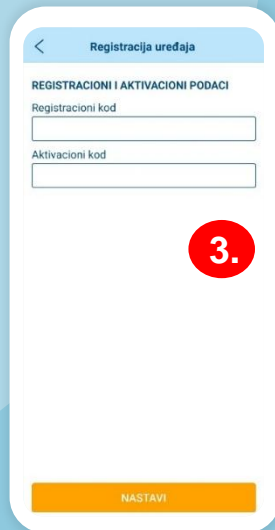 Registracija uređaja
REGISTRACIONI I AKTIVACIONI PODACI
Registracioni kod
Aktivacioni kod
3.
NASTAVI